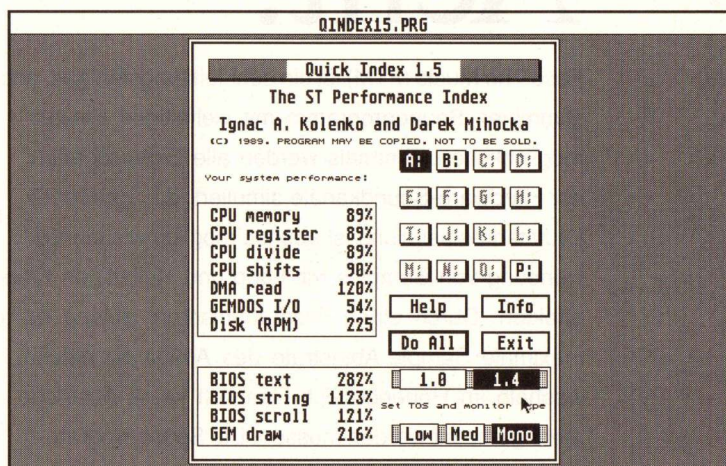 QINDEX15.PRG
Quick Index 1.5
The ST Performance Index
Ignac A. Kolenko and Darek Mihocka
(C) 1989. PROGRAM MAY BE COPIED. NOT TO BE SOLD.
A: B: C: D:
Your system performance:
E: F: G: H:
CPU memory 89%
CPU register 89%
I: J: K: L:
CPU divide 89%
CPU shifts 90%
M: N: O: P:
DMA read 120%
GEMDOS I/O 54%
Help Info
Disk (RPM) 225
Do All Exit
BIOS text 282%
1.0 1.4
BIOS string 1123%
Set TOS and monitor type
BIOS scroll 121%
GEM draw 216%
Low Med Mono